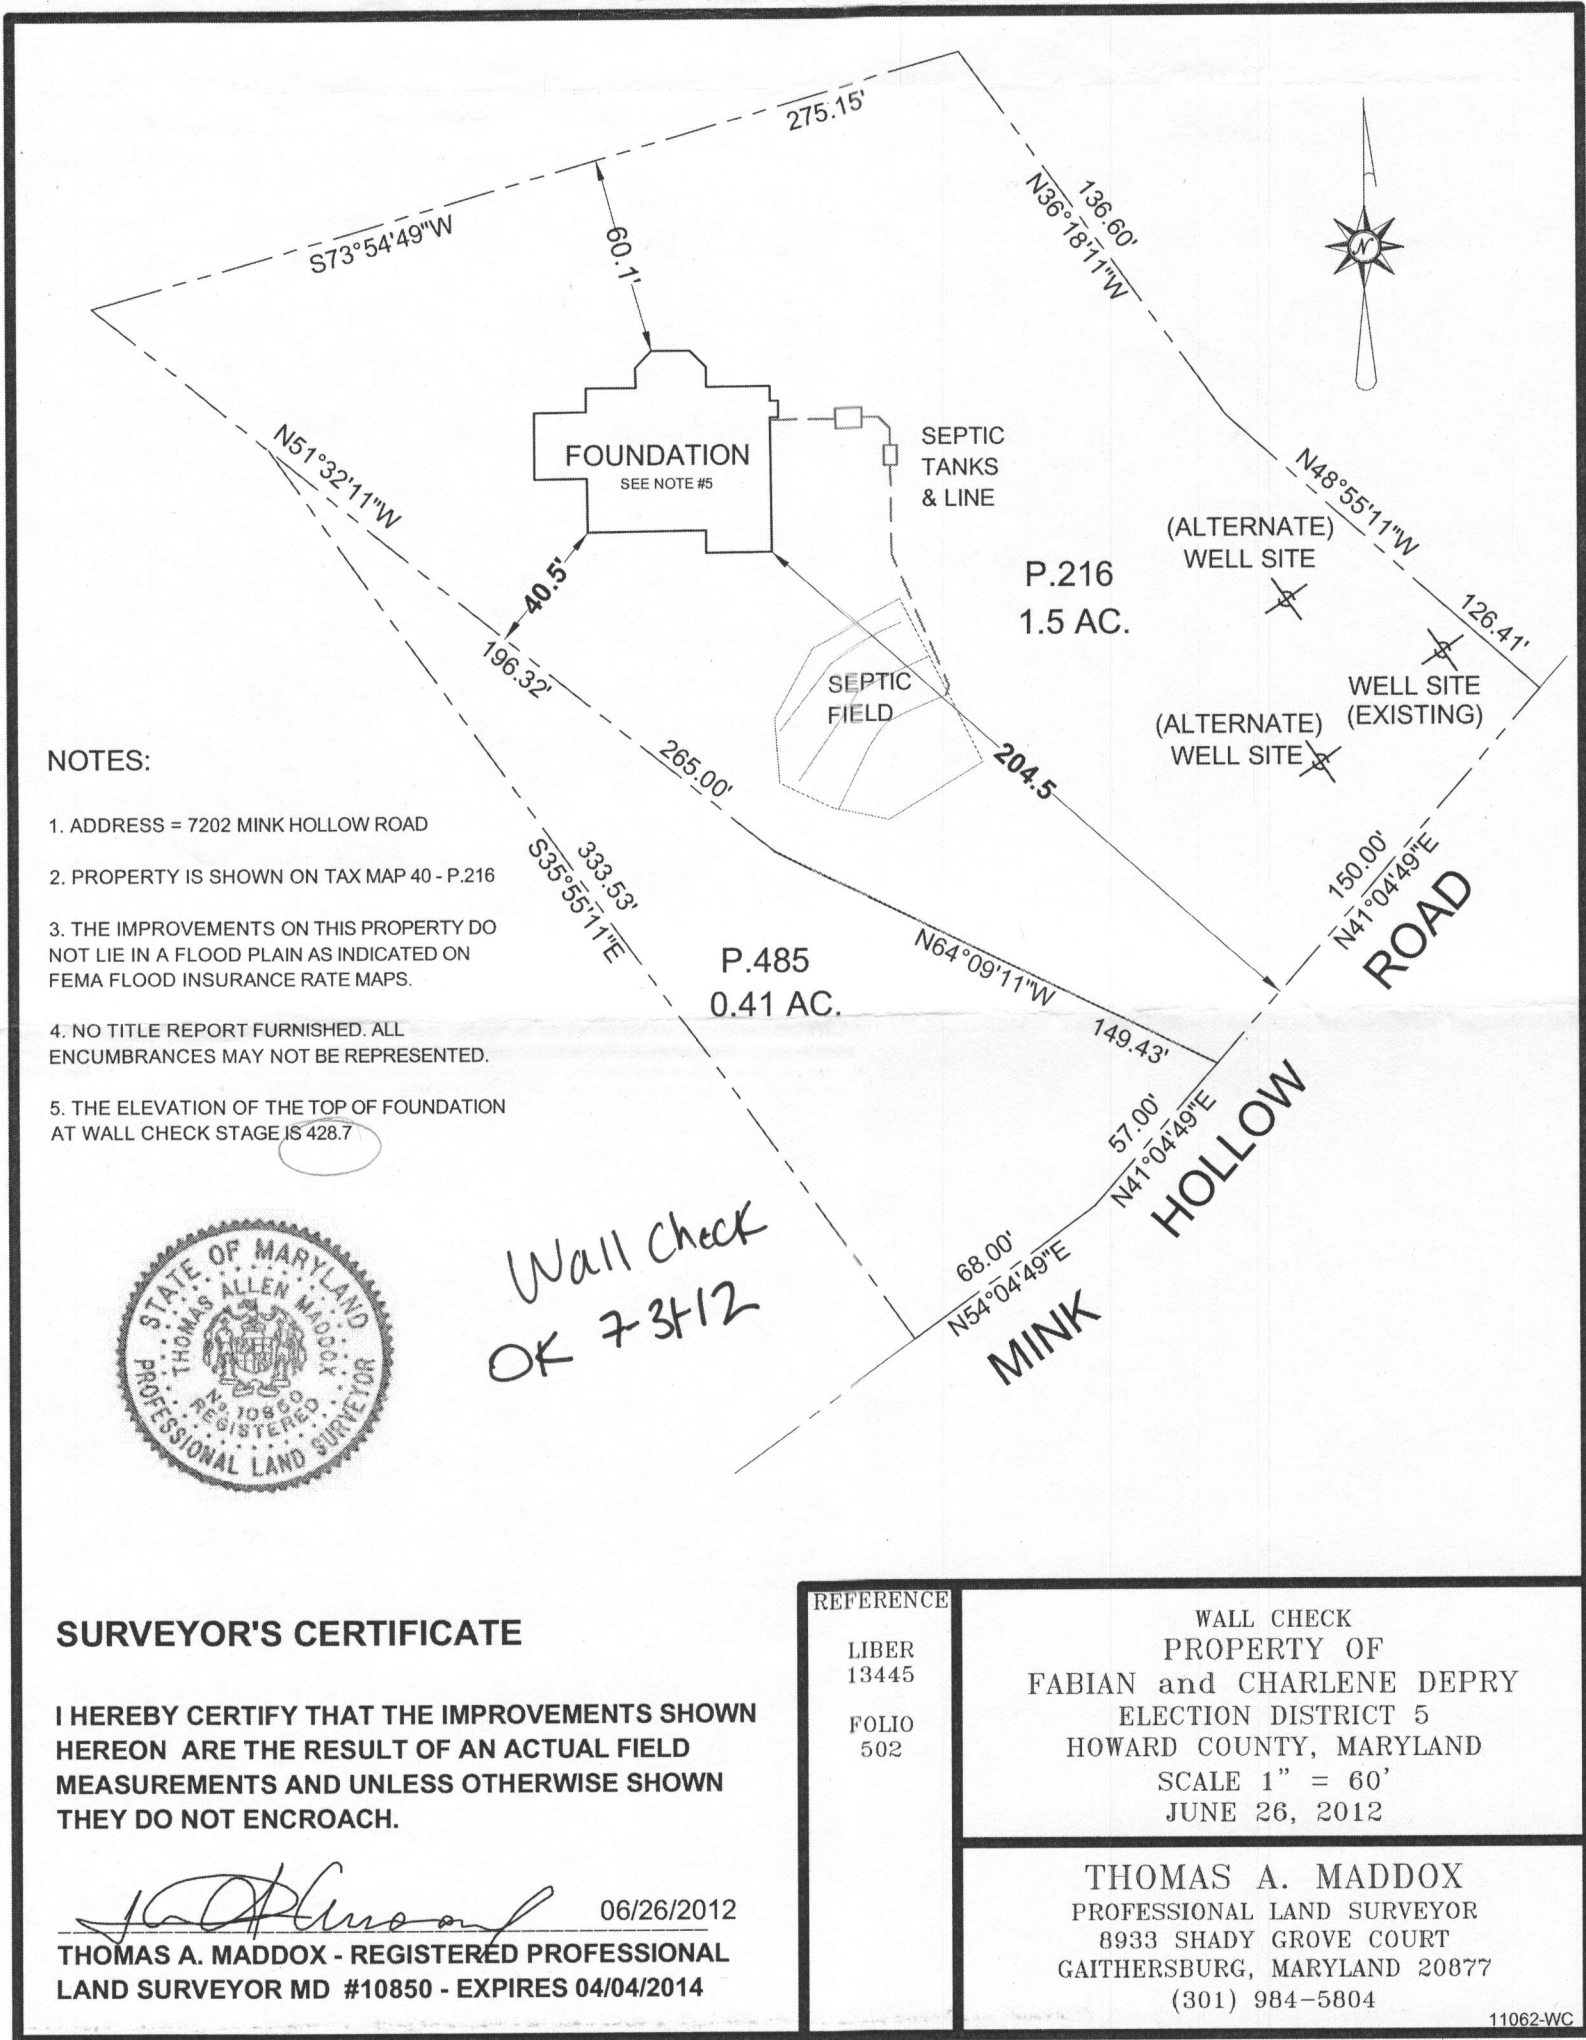 275.15'
S73°54'49"W
60.1'
136.60'
N36°18'11"W
N
N51°32'11"W
FOUNDATION
SEE NOTE #5
SEPTIC
TANKS
& LINE
N48°55'11"W
(ALTERNATE)
WELL SITE
P.216
1.5 AC.
40.5'
126.41'
196.32'
SEPTIC
FIELD
WELL SITE
(EXISTING)
(ALTERNATE)
WELL SITE
265.00'
204.5
150.00'
N41°04'49"E
333.53'
S35°55'11"E
P.485
0.41 AC.
N64°09'11"W
149.43'
57.00'
N41°04'49"E
68.00'
N54°04'49"E
MINK HOLLOW ROAD
NOTES:
1. ADDRESS = 7202 MINK HOLLOW ROAD
2. PROPERTY IS SHOWN ON TAX MAP 40 - P.216
3. THE IMPROVEMENTS ON THIS PROPERTY DO
NOT LIE IN A FLOOD PLAIN AS INDICATED ON
FEMA FLOOD INSURANCE RATE MAPS.
4. NO TITLE REPORT FURNISHED. ALL
ENCUMBRANCES MAY NOT BE REPRESENTED.
5. THE ELEVATION OF THE TOP OF FOUNDATION
AT WALL CHECK STAGE IS 428.7
Wall Check
OK 7-31-12
STATE OF MARYLAND
THOMAS ALLEN MADDOX
No. 10850
REGISTERED
PROFESSIONAL LAND SURVEYOR
SURVEYOR'S CERTIFICATE
I HEREBY CERTIFY THAT THE IMPROVEMENTS SHOWN
HEREON ARE THE RESULT OF AN ACTUAL FIELD
MEASUREMENTS AND UNLESS OTHERWISE SHOWN
THEY DO NOT ENCROACH.
06/26/2012
THOMAS A. MADDOX - REGISTERED PROFESSIONAL
LAND SURVEYOR MD #10850 - EXPIRES 04/04/2014
REFERENCE
LIBER
13445
FOLIO
502
WALL CHECK
PROPERTY OF
FABIAN and CHARLENE DEPRY
ELECTION DISTRICT 5
HOWARD COUNTY, MARYLAND
SCALE 1" = 60'
JUNE 26, 2012
THOMAS A. MADDOX
PROFESSIONAL LAND SURVEYOR
8933 SHADY GROVE COURT
GAITHERSBURG, MARYLAND 20877
(301) 984-5804
11062-WC